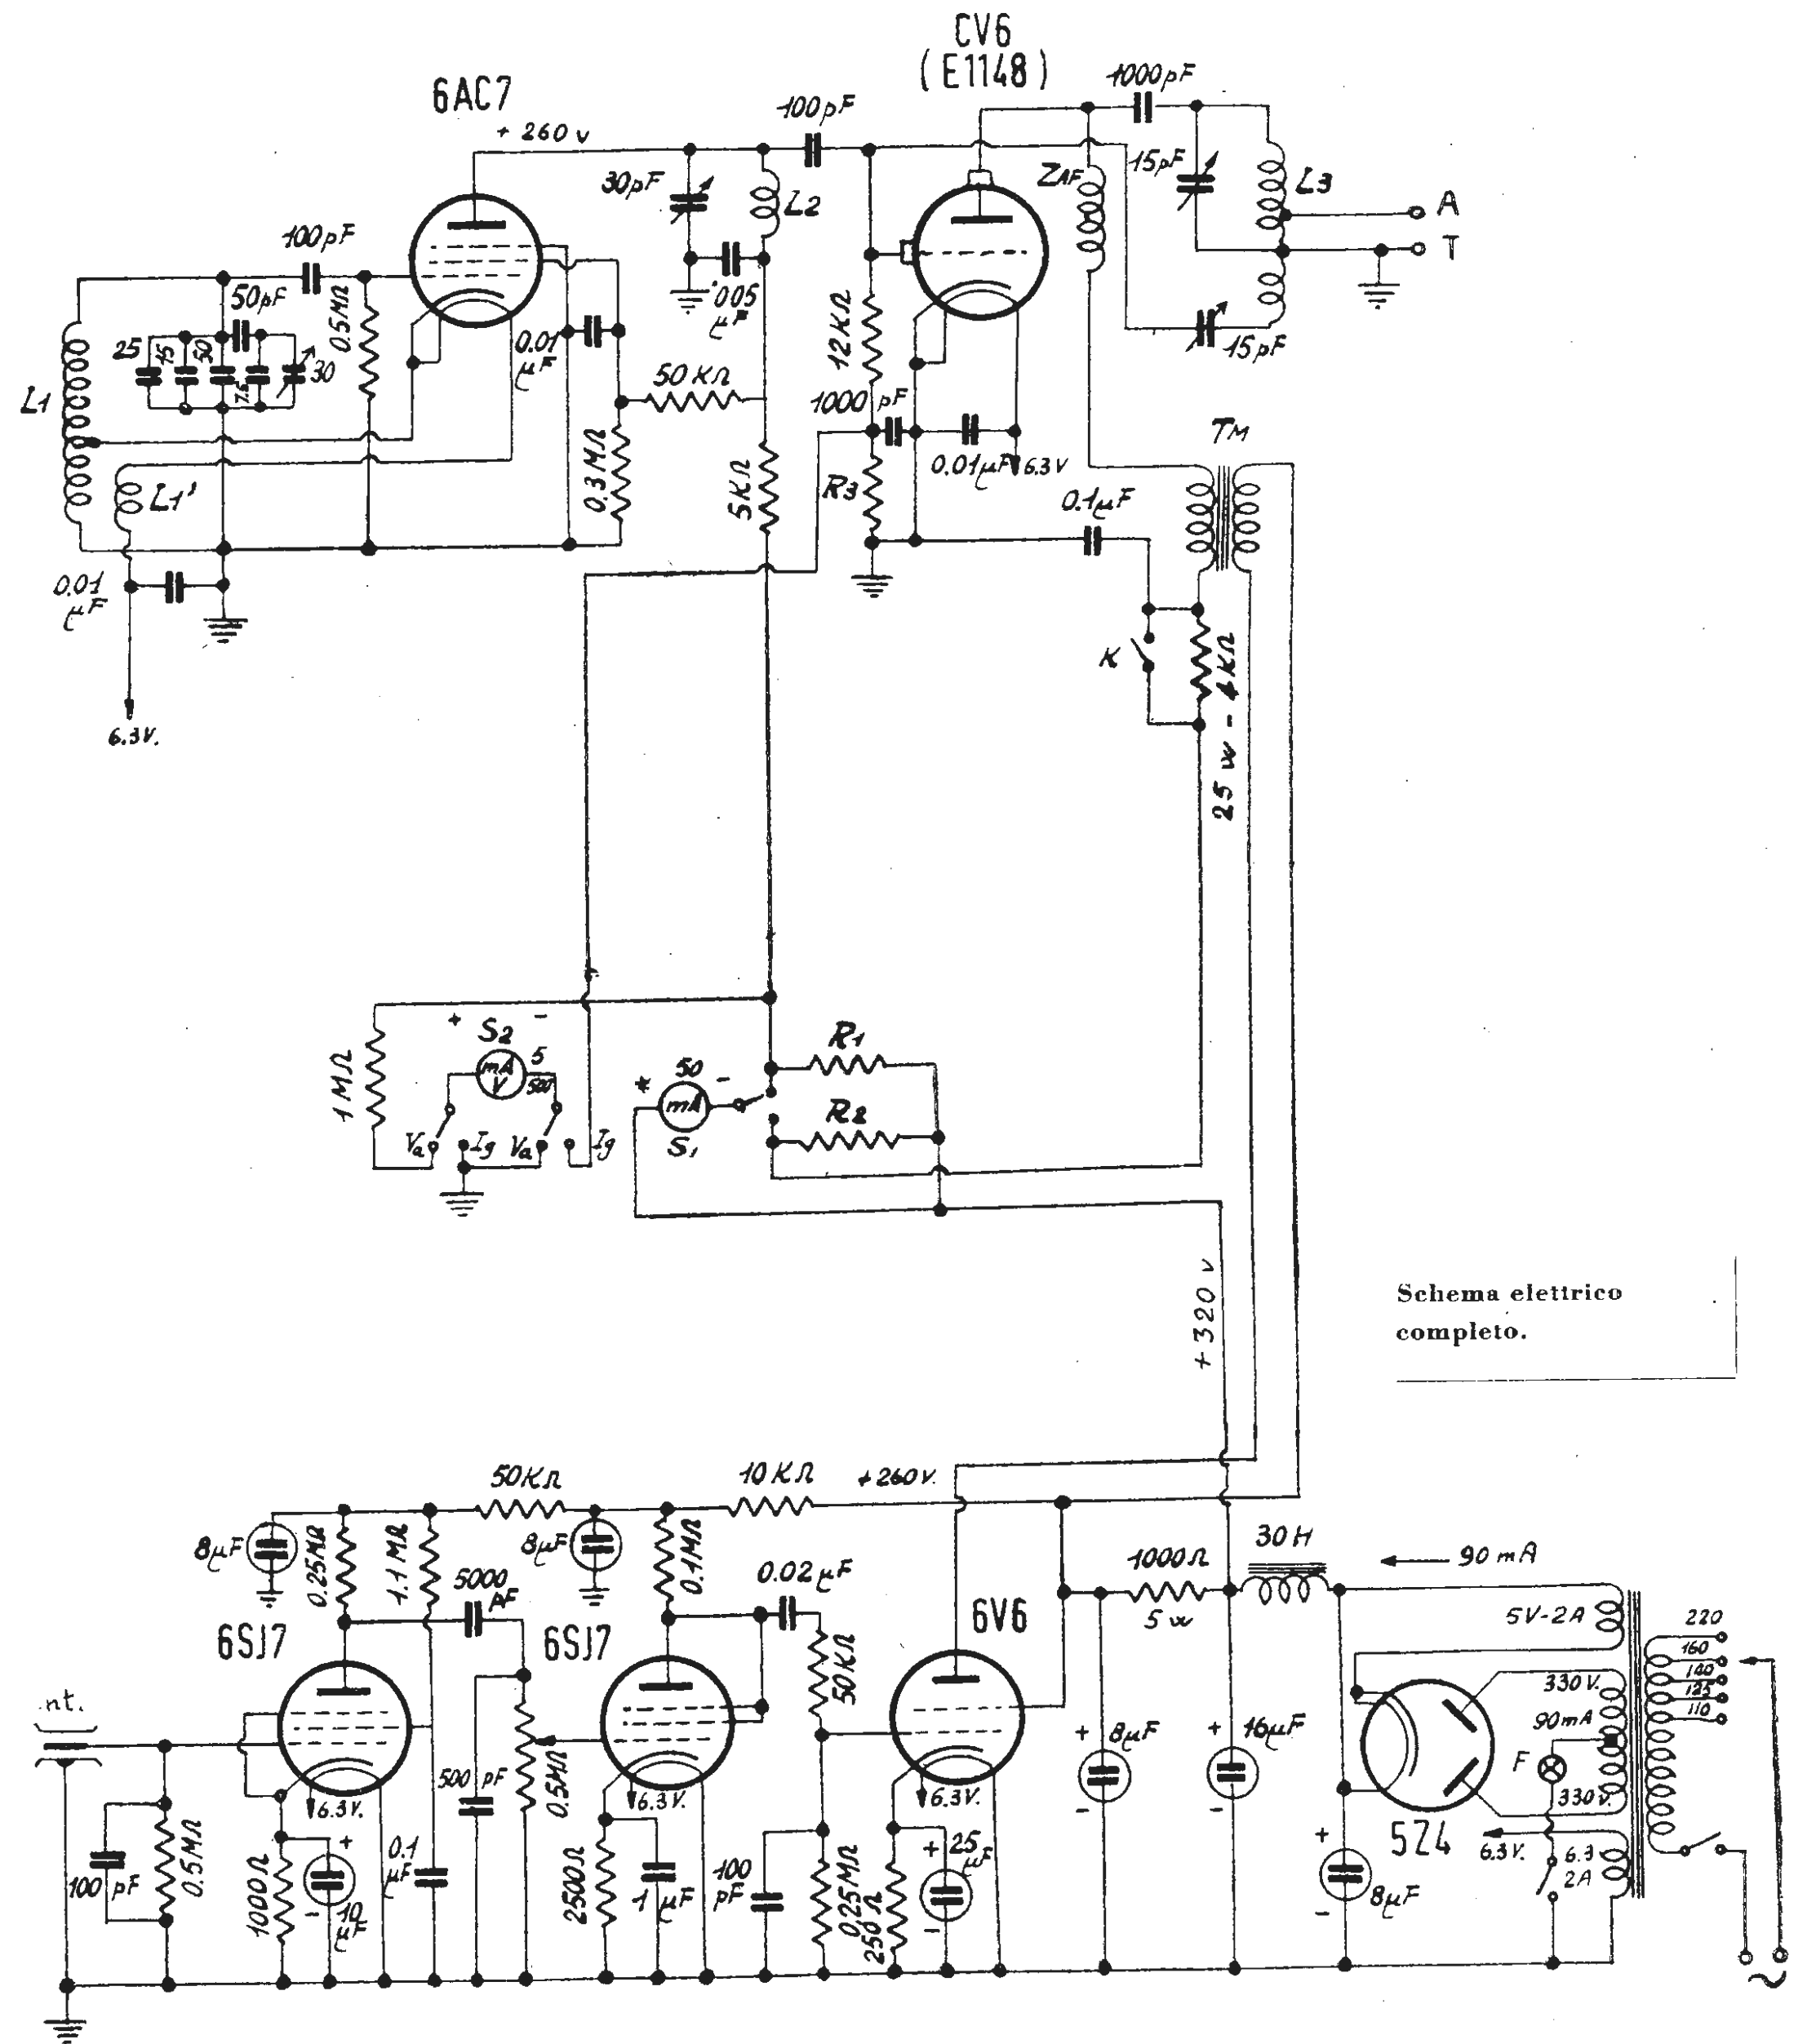 CV6
( E1148 )
6AC7
+ 260 v
100pF
1000pF
30pF
L2
ZAF
15pF
L3
A
T
100pF
50pF
0.5MΩ
25
15
50
7.5
30
L1
L1'
0.01
μF
0.05
μF
12KΩ
15pF
50KΩ
1000 pF
0.3MΩ
5KΩ
R3
0.01μF
6.3V
TM
0.1μF
0.01
μF
6.3V.
K
25 w - 4KΩ
+ S2 -
mA
V
5
500
1MΩ
Va
Ig
Va
Ig
50
+ -
mA
S1
R1
R2
+320 v
Schema elettrico
completo.
50KΩ
10KΩ
+260V.
8μF
0.25MΩ
1.1MΩ
5000
pF
8μF
0.1MΩ
0.02μF
1000Ω
5w
30H
90mA
6SJ7
6SJ7
6V6
50KΩ
5V-2A
220
160
140
125
110
330V.
90mA
F
330V.
5Z4
6.3V.
6.3
2A
nt.
6.3V.
500 pF
0.5MΩ
6.3V.
6.3V.
+
8μF
-
+
16μF
-
100 pF
0.5MΩ
1000Ω
+
-
10
μF
0.1
μF
2500Ω
1 μF
100
pF
0.25MΩ
250Ω
+
25
μF
-
+
8μF
-
~